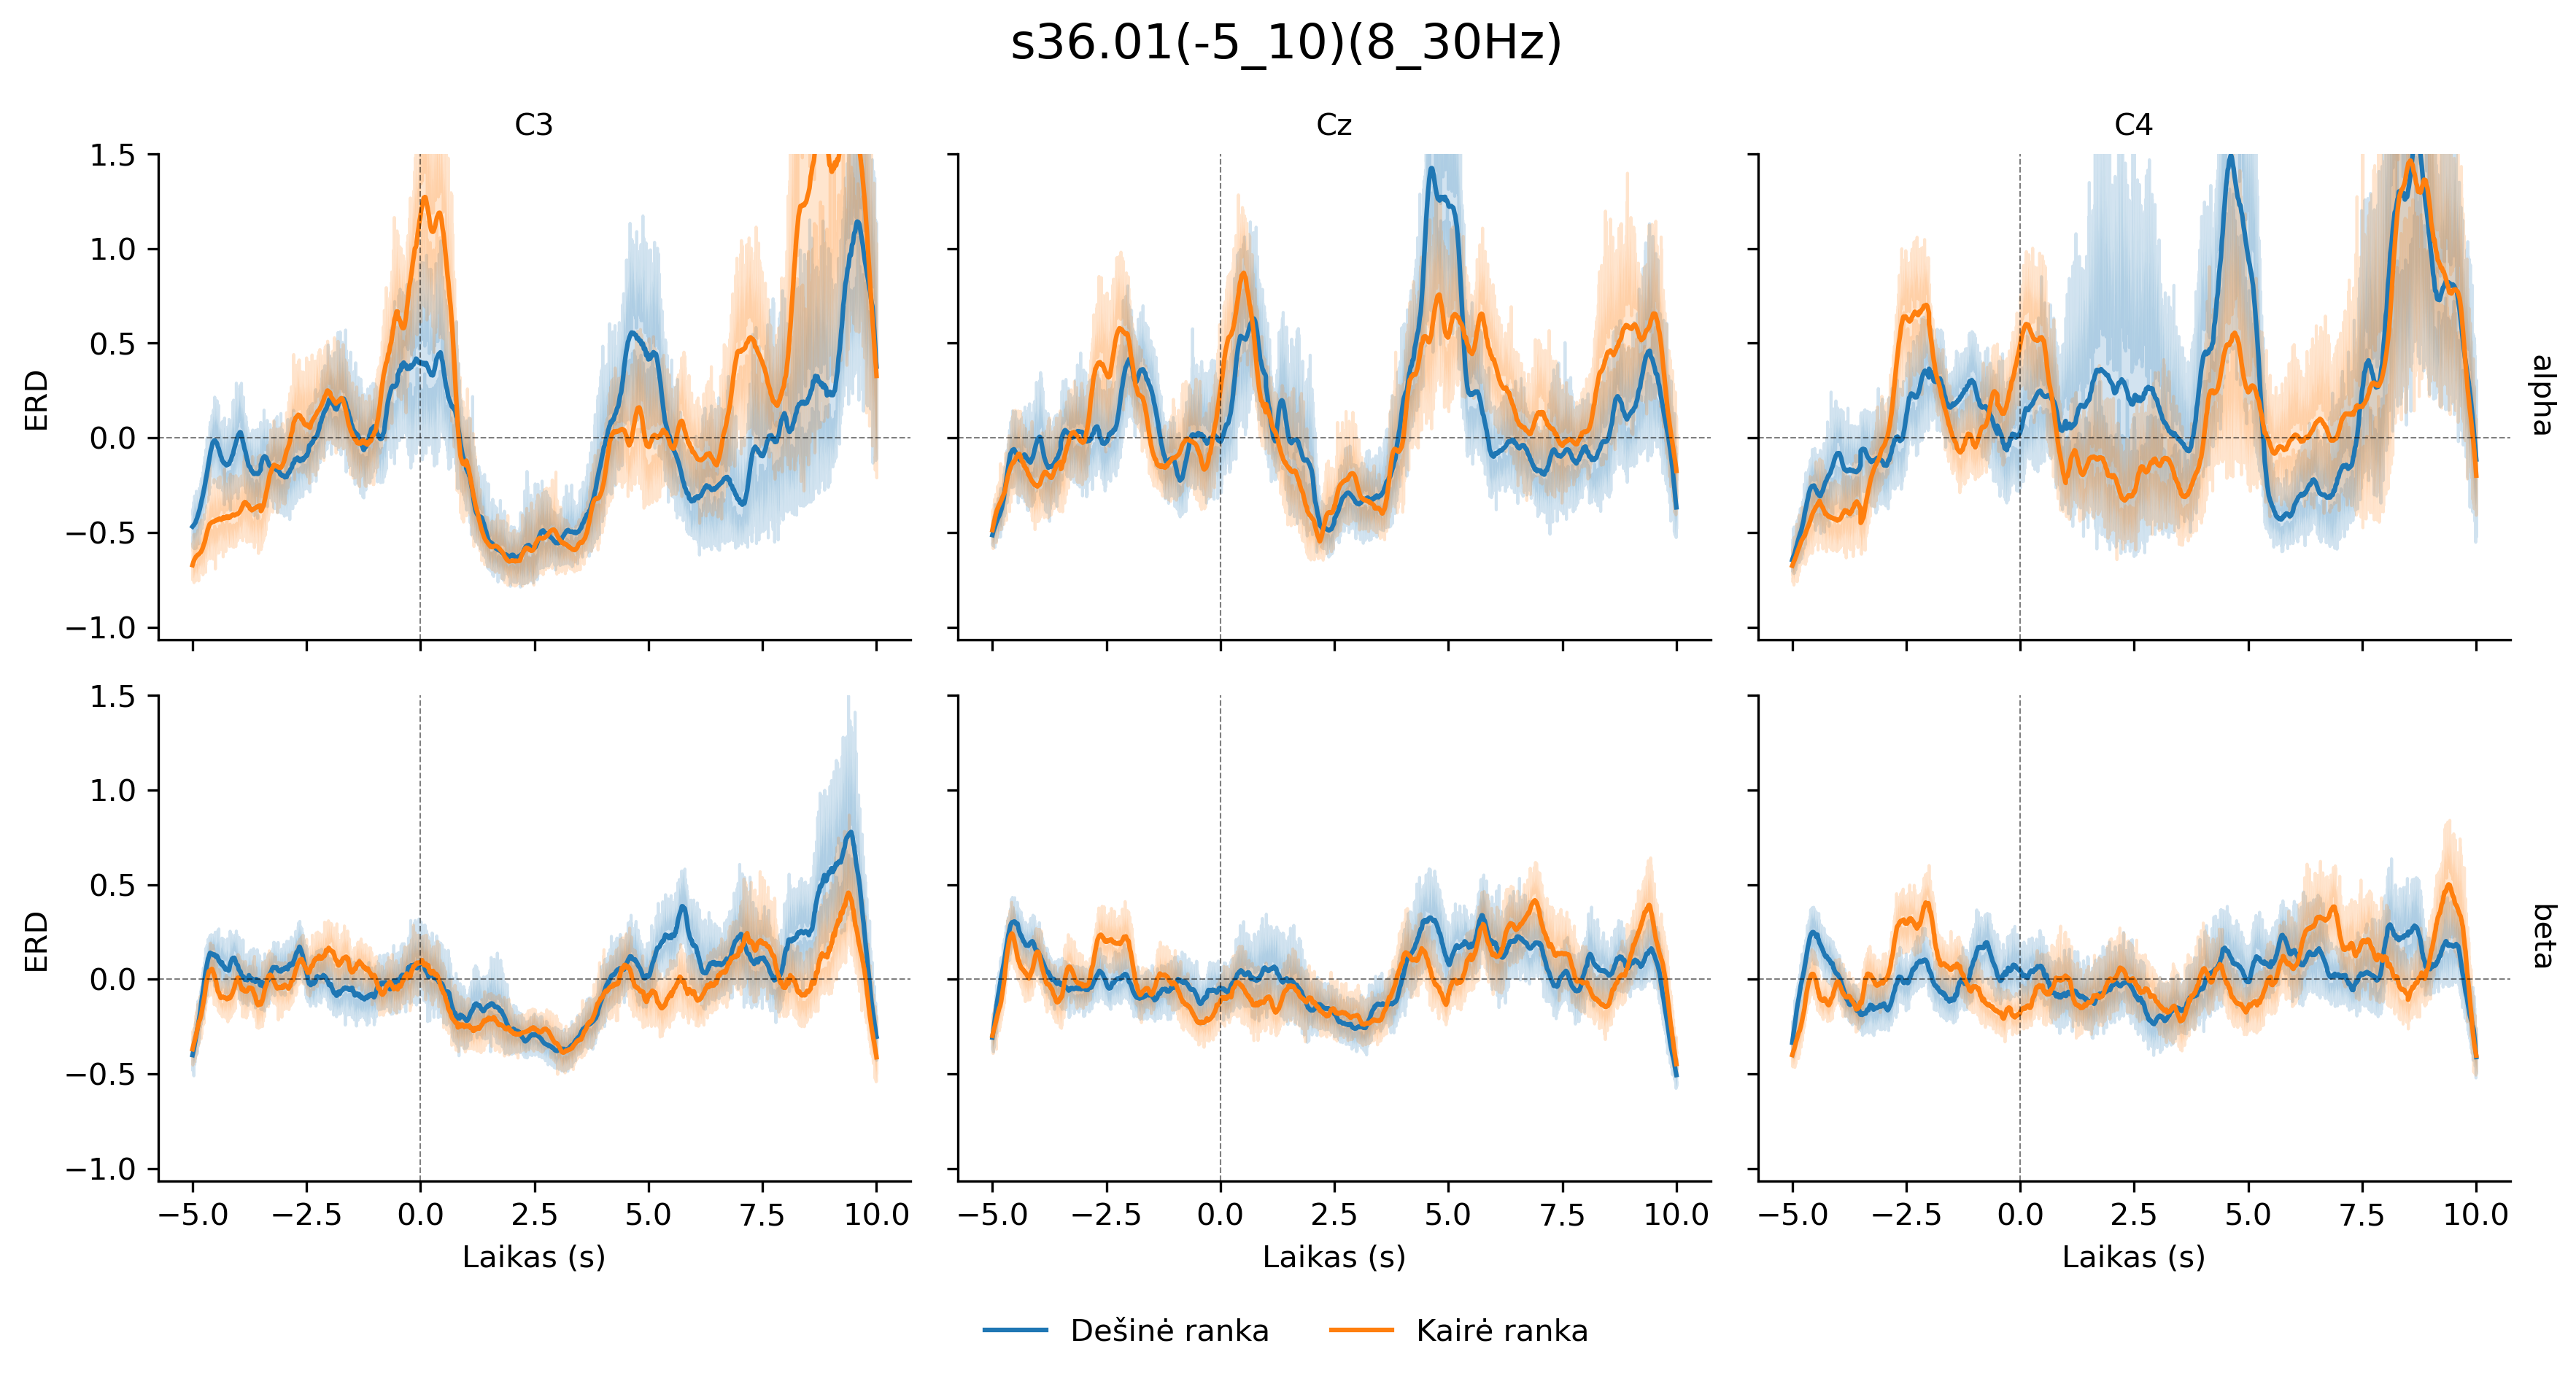 s36.01(-5_10)(8_30Hz)
C3 Cz C4
1.5
1.0
0.5
0.0
−0.5
−1.0
ERD
alpha
1.5
1.0
0.5
0.0
−0.5
−1.0
ERD
beta
−5.0 −2.5 0.0 2.5 5.0 7.5 10.0 −5.0 −2.5 0.0 2.5 5.0 7.5 10.0 −5.0 −2.5 0.0 2.5 5.0 7.5 10.0
Laikas (s) Laikas (s) Laikas (s)
Dešinė ranka Kairė ranka